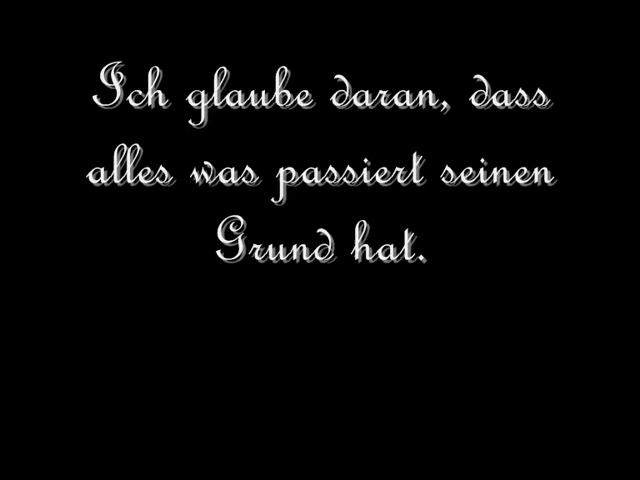 Ich glaube daran, dass
alles was passiert seinen
Grund hat.